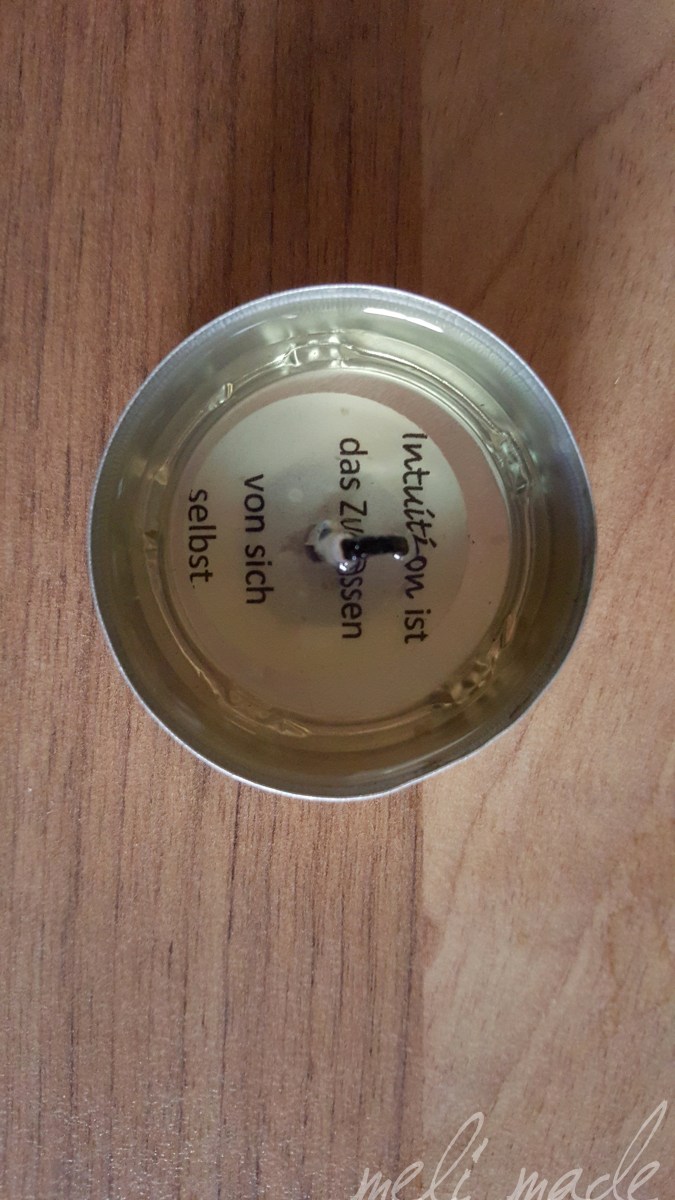 Intuition ist
das Zulassen
von sich
selbst.
meli made